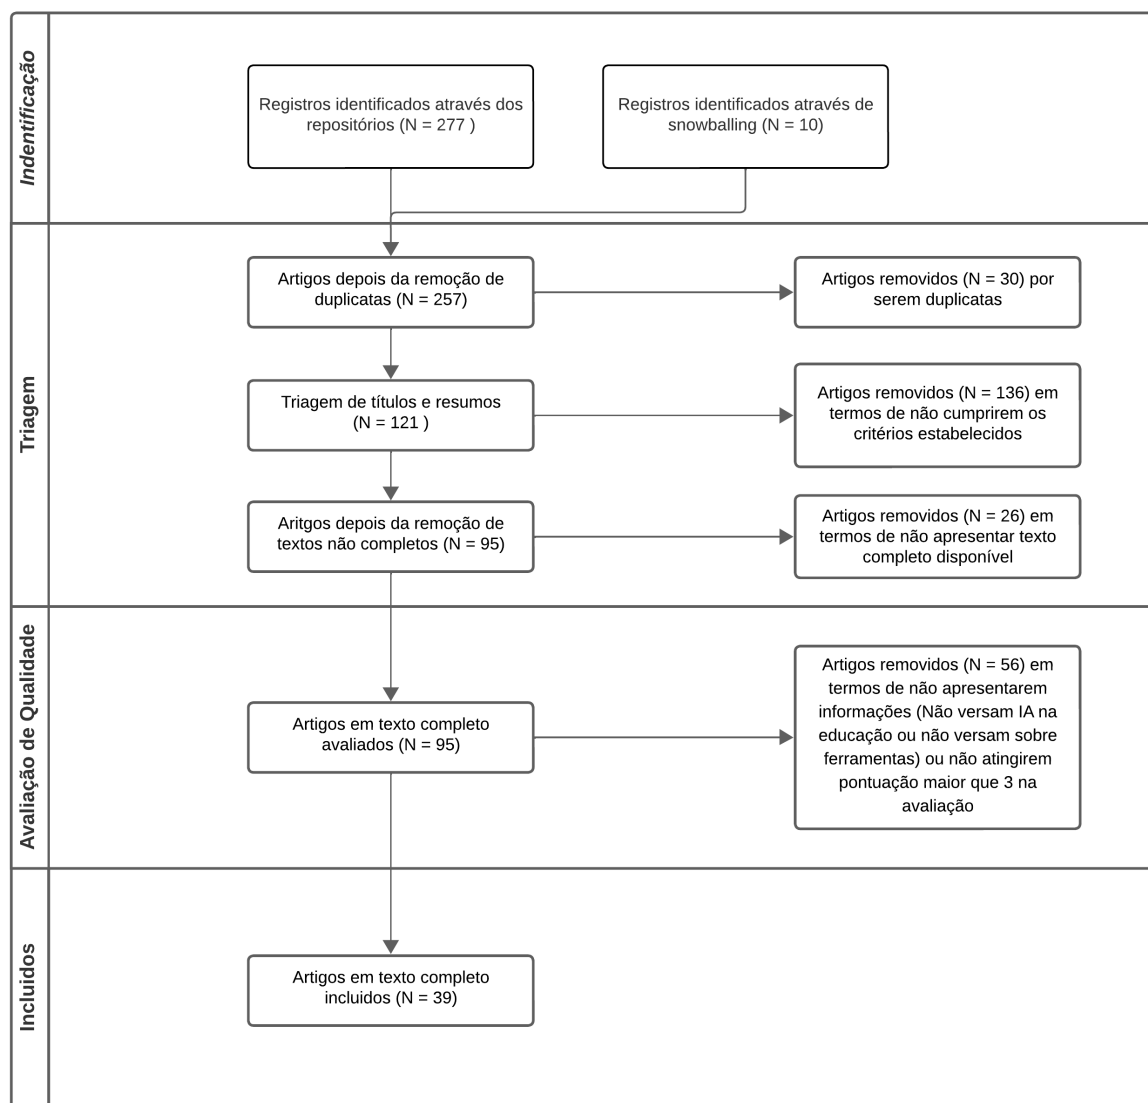 Indentificação
Registros identificados através dos
repositórios (N = 277 )
Registros identificados através de
snowballing (N = 10)
Triagem
Artigos depois da remoção de
duplicatas (N = 257)
Artigos removidos (N = 30) por
serem duplicatas
Triagem de títulos e resumos
(N = 121 )
Artigos removidos (N = 136) em
termos de não cumprirem os
critérios estabelecidos
Aritgos depois da remoção de
textos não completos (N = 95)
Artigos removidos (N = 26) em
termos de não apresentar texto
completo disponível
Avaliação de Qualidade
Artigos em texto completo
avaliados (N = 95)
Artigos removidos (N = 56) em
termos de não apresentarem
informações (Não versam IA na
educação ou não versam sobre
ferramentas) ou não atingirem
pontuação maior que 3 na
avaliação
Incluidos
Artigos em texto completo
incluidos (N = 39)